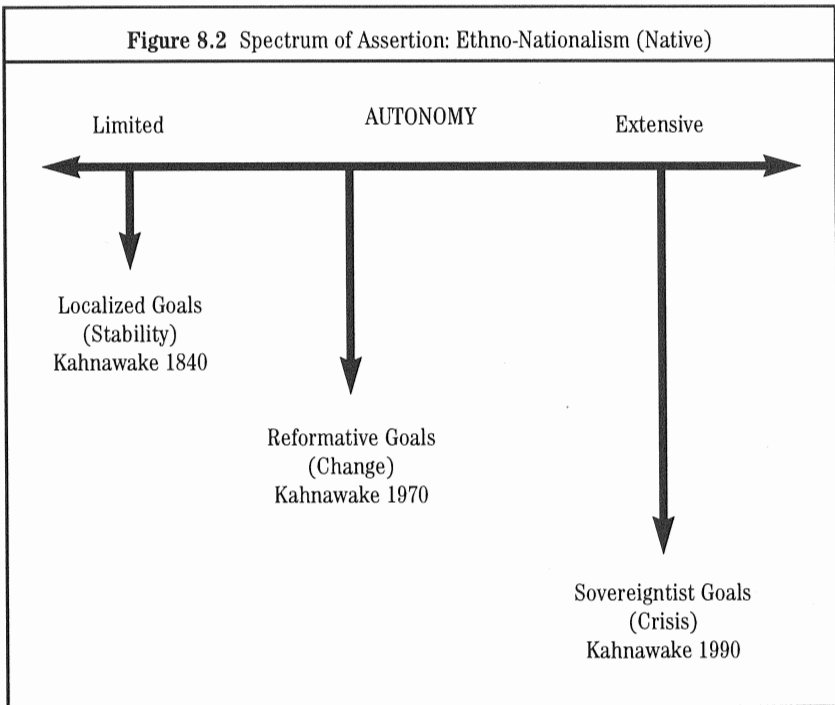 Figure 8.2 Spectrum of Assertion: Ethno-Nationalism (Native)
Limited
AUTONOMY
Extensive
Localized Goals
(Stability)
Kahnawake 1840
Reformative Goals
(Change)
Kahnawake 1970
Sovereigntist Goals
(Crisis)
Kahnawake 1990